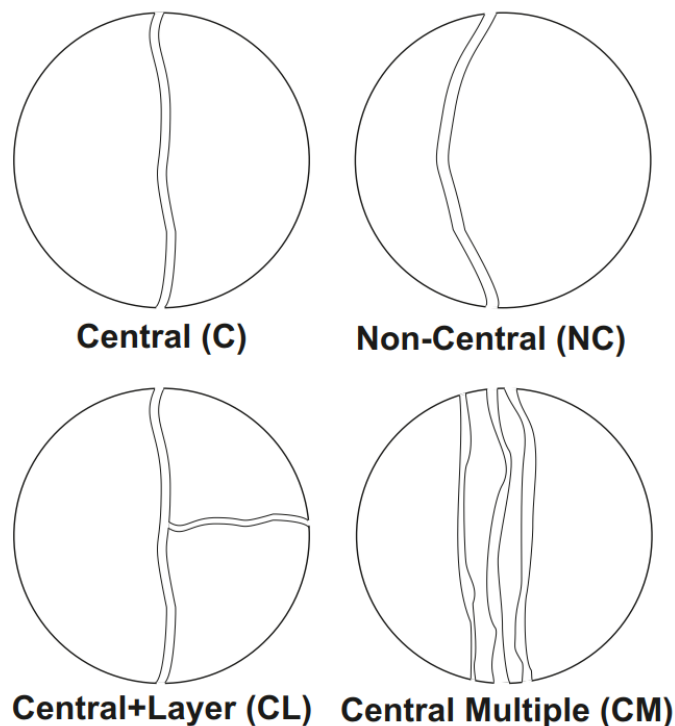 Central (C)
Non-Central (NC)
Central+Layer (CL)
Central Multiple (CM)